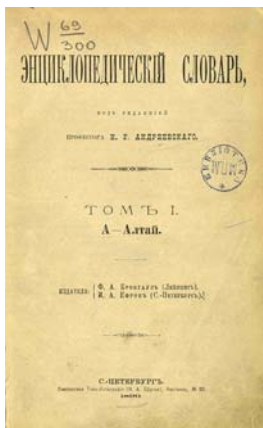 W 69
300
ЭНЦИКЛОПЕДИЧЕСКІЙ СЛОВАРЬ,
ПОДЪ РЕДАКЦІЕЙ
ПРОФЕССОРА И. Е. АНДРЕЕВСКАГО.
ТОМЪ I.
А—Алтай.
ИЗДАТЕЛИ:
Ф. А. Брокгаузъ (Лейпцигъ),
И. А. Ефронъ (С.-Петербургъ).
С.-ПЕТЕРБУРГЪ.